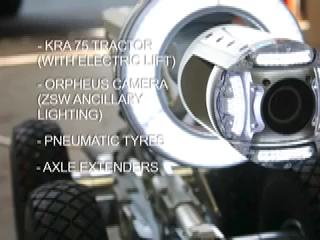 - KRA 75 TRACTOR
(WITH ELECTRIC LIFT)
- ORPHEUS CAMERA
(ZSW ANCILLARY
LIGHTING)
- PNEUMATIC TYRES
- AXLE EXTENDERS